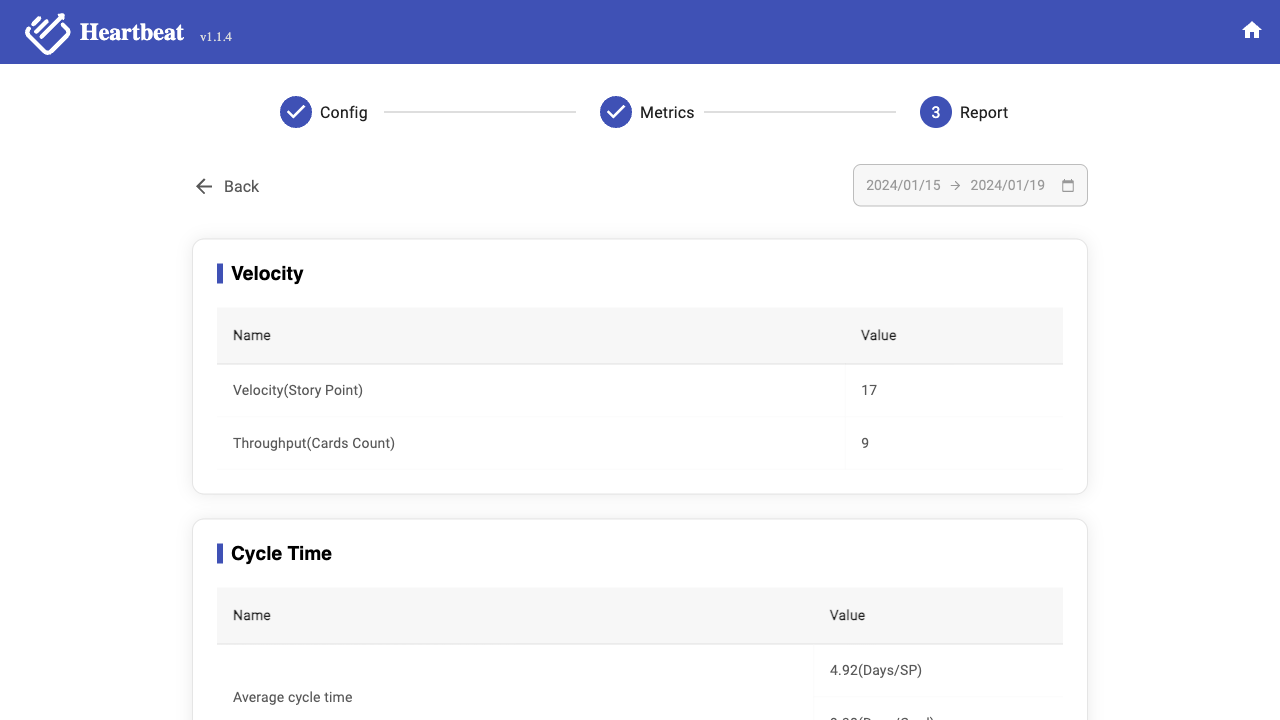 Heartbeat v1.1.4
Config Metrics 3 Report
Back 2024/01/15 → 2024/01/19
Velocity
Name Value
Velocity(Story Point) 17
Throughput(Cards Count) 9
Cycle Time
Name Value
4.92(Days/SP)
Average cycle time